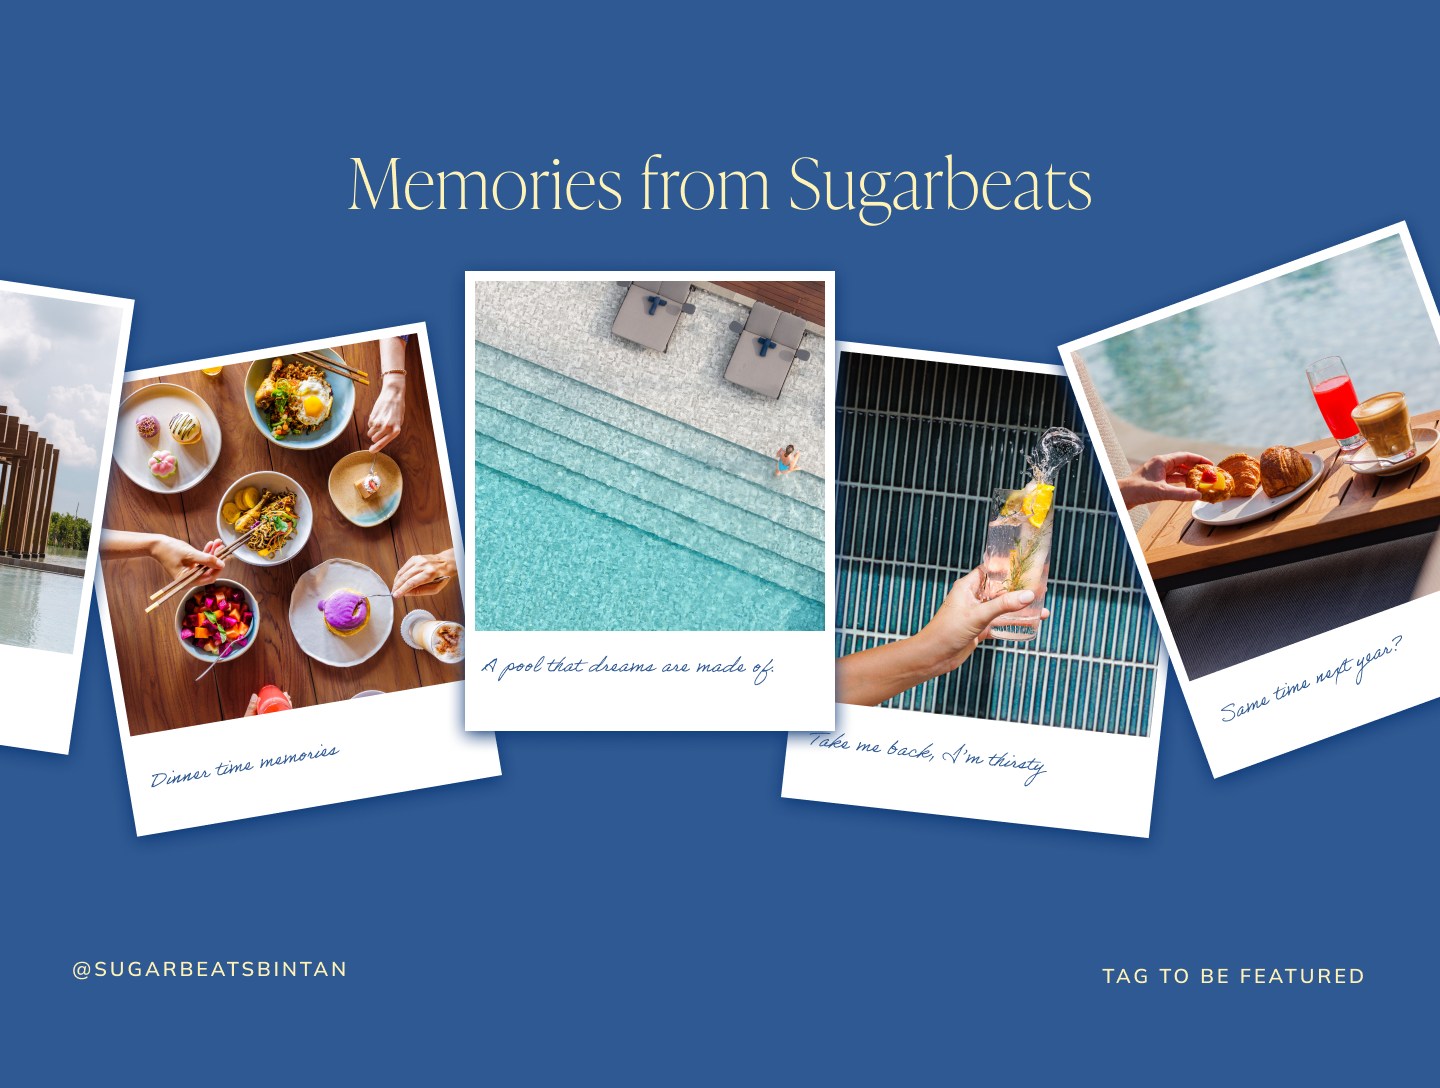 Memories from Sugarbeats
Dinner time memories
A pool that dreams are made of.
Take me back, I'm thirsty
Same time next year?
@SUGARBEATSBINTAN
TAG TO BE FEATURED